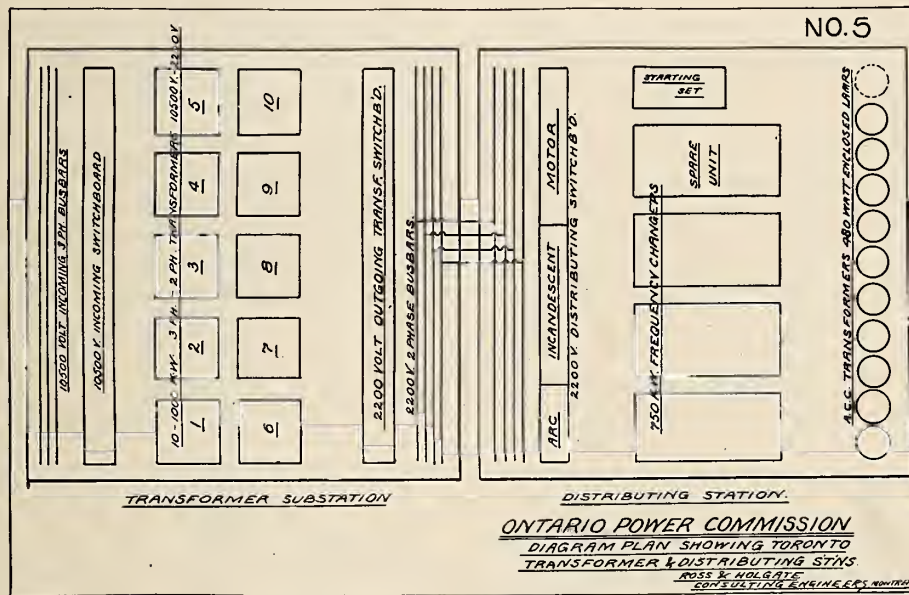 NO.5
10500 VOLT INCOMING 3 PH. BUSBARS
10500 V. INCOMING SWITCHBOARD
10-1000 K.W. 3 PH. - 2 PH. TRANSFORMERS 10500 V.-2200V
5
10
4
9
3
8
2
7
1
6
2200 VOLT OUTGOING TRANSF. SWITCHB'D.
2200 V. 2 PHASE BUSBARS.
ARC
INCANDESCENT
MOTOR
2200 V. DISTRIBUTING SWITCHB'D.
STARTING
SET
SPARE
UNIT
750 K.W. FREQUENCY CHANGERS
TRANSFORMERS 480 WATT ENCLOSED LAMPS
TRANSFORMER SUBSTATION
DISTRIBUTING STATION.
ONTARIO POWER COMMISSION
DIAGRAM PLAN SHOWING TORONTO
TRANSFORMER & DISTRIBUTING STNS.
ROSS & HOLGATE
CONSULTING ENGINEERS, MONTREAL